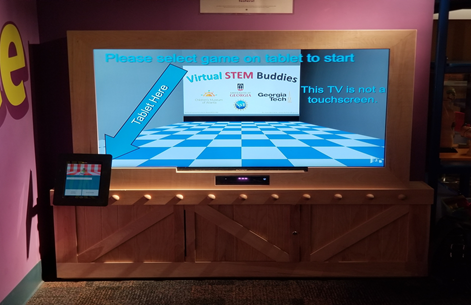 Please select game on tablet to start
Virtual STEM Buddies
GEORGIA
Georgia
Tech
This TV is not a
touchscreen.
Tablet Here